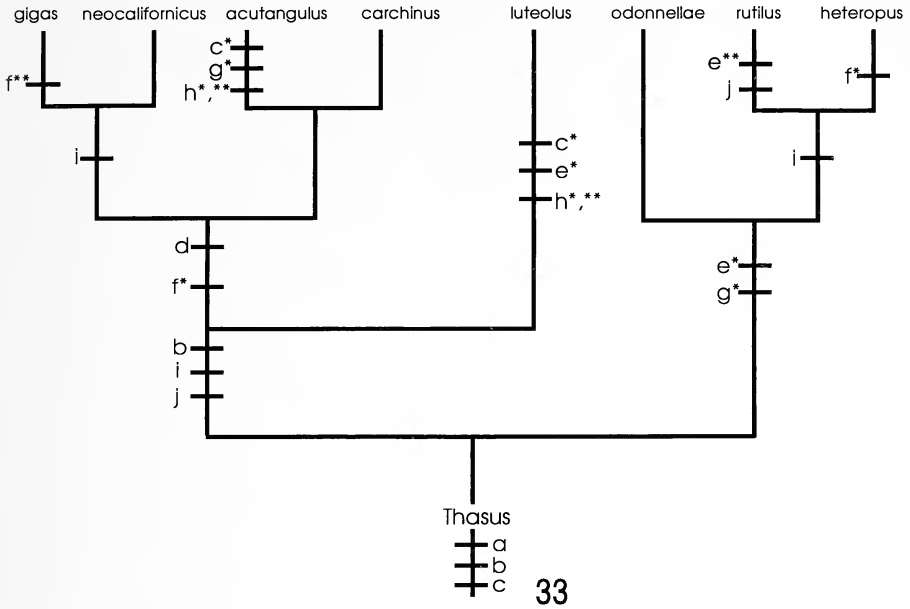 gigas neocalifornicus acutangulus carchinus luteolus odonnellae rutilus heteropus
c*
g*
h*,**
f**
e**
j
f*
i
c*
e*
h*,**
i
d
f*
e*
g*
b
i
j
Thasus
a
b
c
33